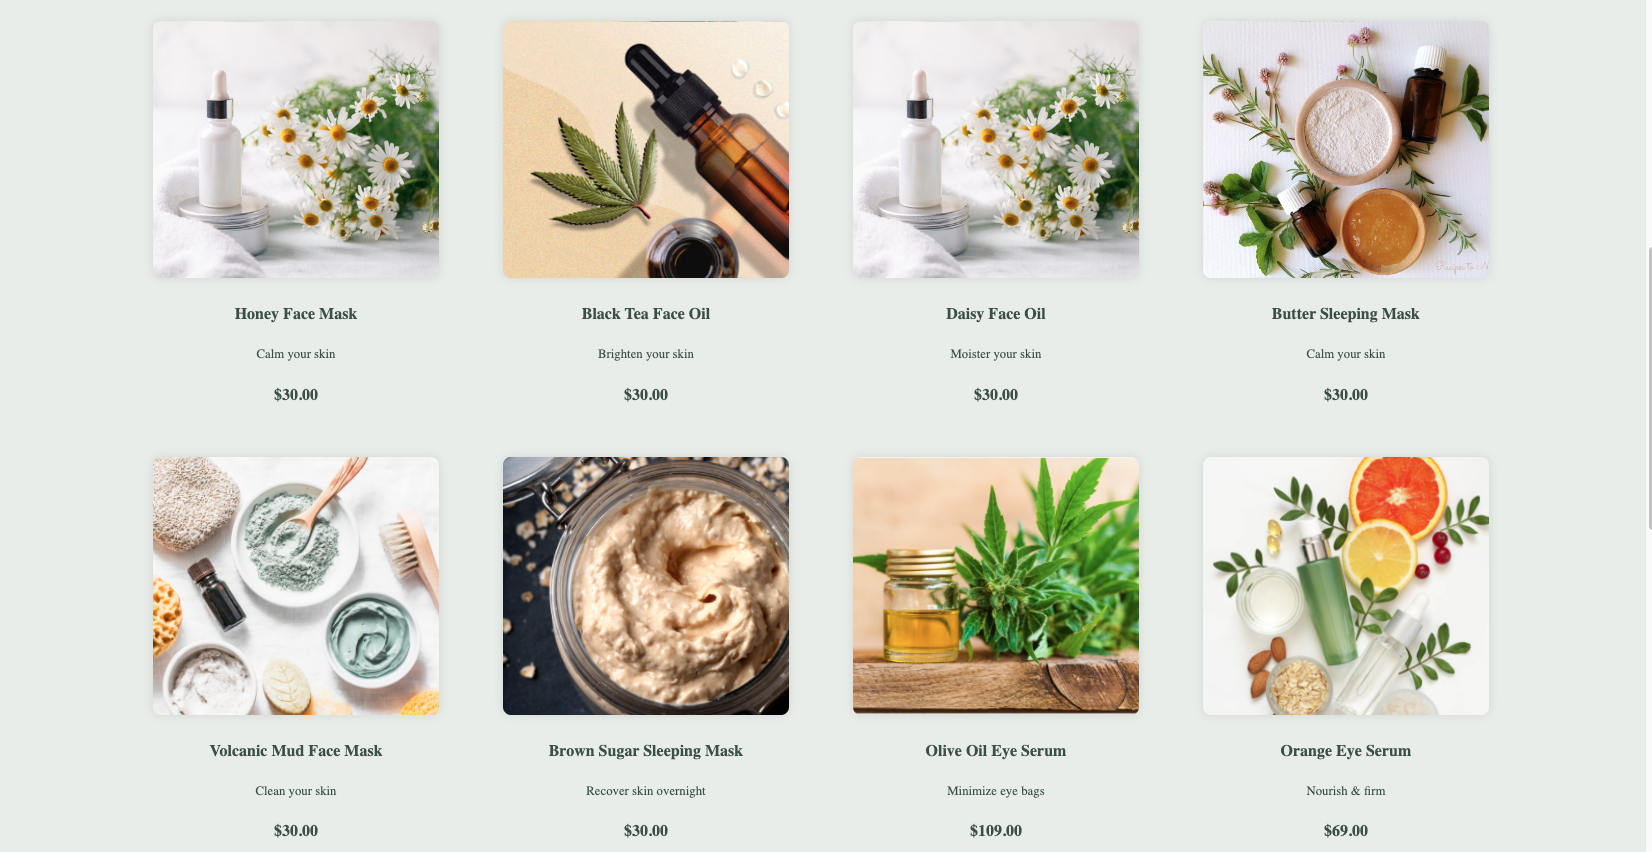 Honey Face Mask
Calm your skin
$30.00
Black Tea Face Oil
Brighten your skin
$30.00
Daisy Face Oil
Moister your skin
$30.00
Butter Sleeping Mask
Calm your skin
$30.00
Volcanic Mud Face Mask
Clean your skin
$30.00
Brown Sugar Sleeping Mask
Recover skin overnight
$30.00
Olive Oil Eye Serum
Minimize eye bags
$109.00
Orange Eye Serum
Nourish & firm
$69.00